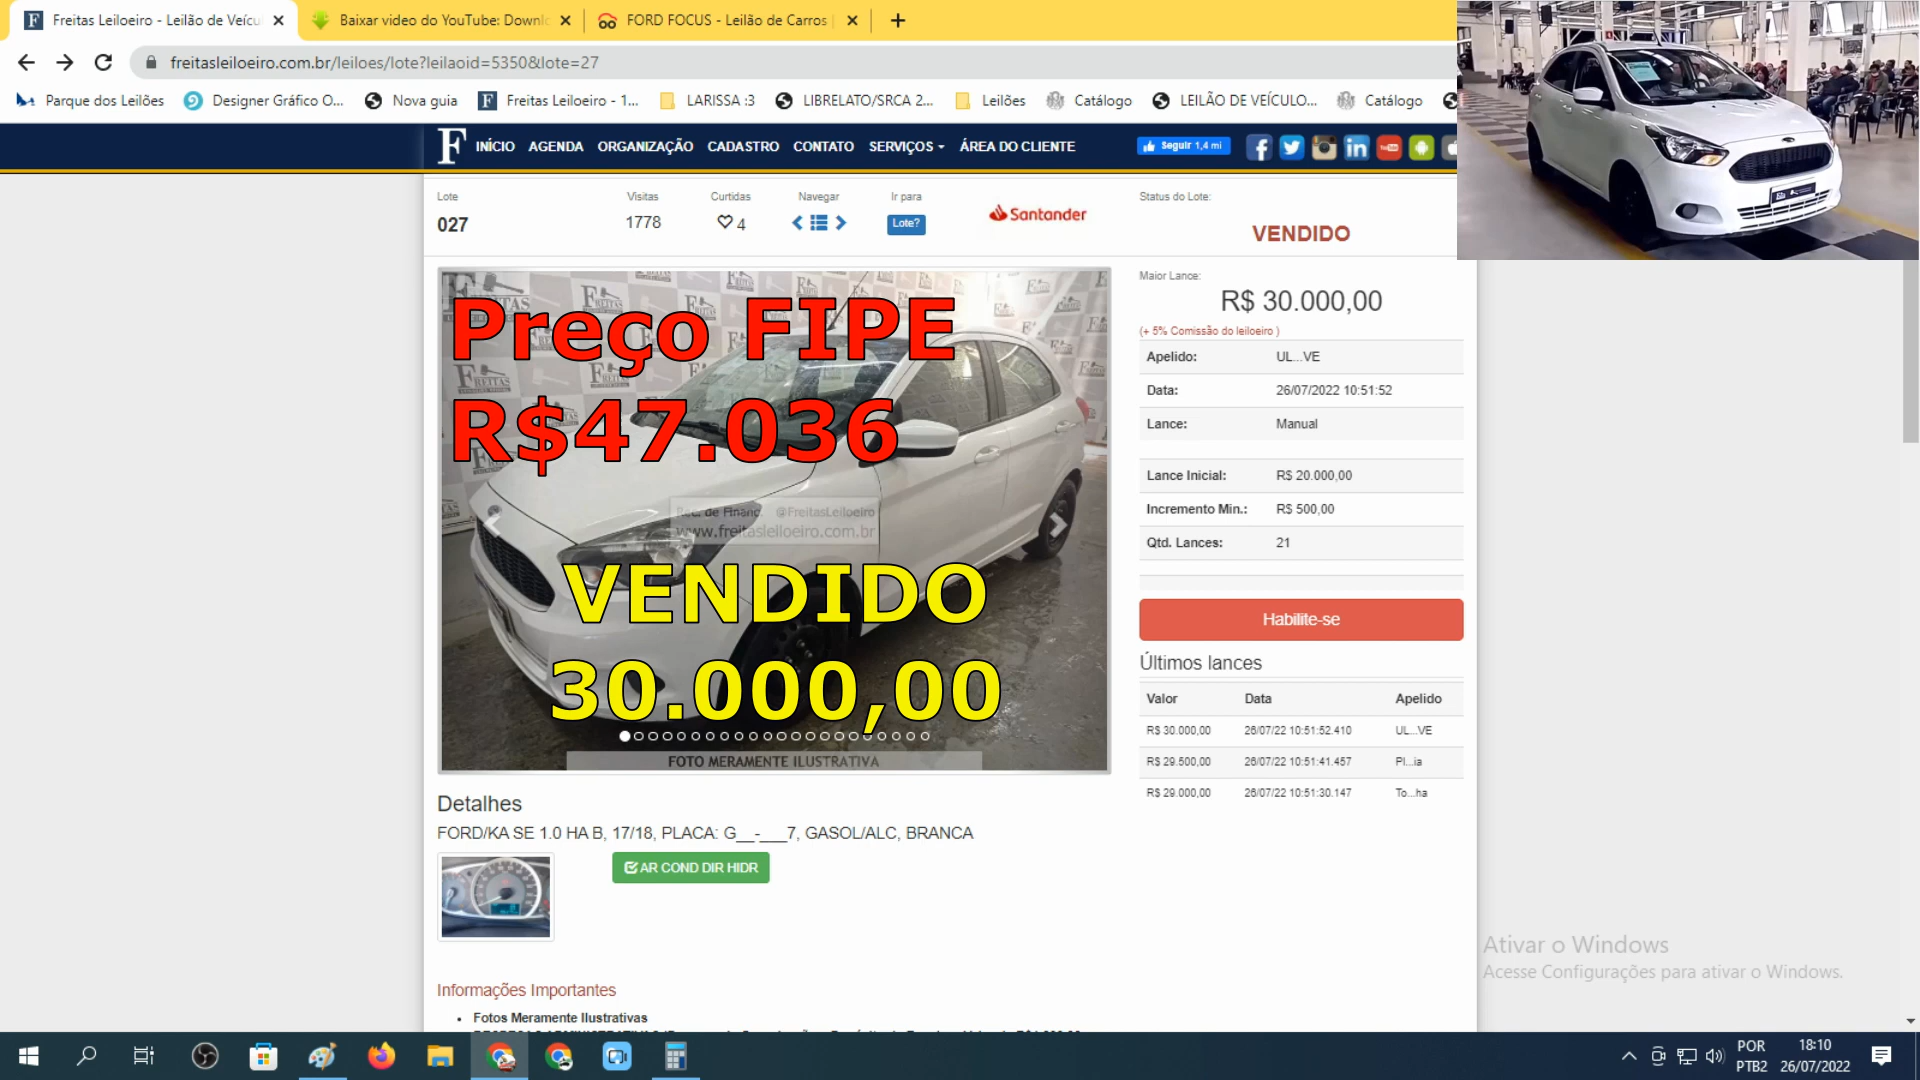 Freitas Leiloeiro - Leilão de Veícu
Baixar video do YouTube: Downl
FORD FOCUS - Leilão de Carros
freitasleiloeiro.com.br/leiloes/lote?leilaoid=5350&lote=27
Parque dos Leilões
Designer Gráfico O...
Nova guia
Freitas Leiloeiro - 1...
LARISSA :3
LIBRELATO/SRCA 2...
Leilões
Catálogo
LEILÃO DE VEÍCULO...
Catálogo
F INÍCIO AGENDA ORGANIZAÇÃO CADASTRO CONTATO SERVIÇOS ÁREA DO CLIENTE
Seguir 1,4 mi
Lote Visitas Curtidas Navegar Ir para Status do Lote:
027 1778 4 Lote? Santander VENDIDO
Preço FIPE
R$47.036
Rec. de Financ. @FreitasLeiloeiro
www.freitasleiloeiro.com.br
VENDIDO
30.000,00
FOTO MERAMENTE ILUSTRATIVA
Maior Lance:
R$ 30.000,00
(+ 5% Comissão do leiloeiro )
Apelido: UL...VE
Data: 26/07/2022 10:51:52
Lance: Manual
Lance Inicial: R$ 20.000,00
Incremento Min.: R$ 500,00
Qtd. Lances: 21
Habilite-se
Últimos lances
Valor Data Apelido
R$ 30.000,00 26/07/22 10:51:52.410 UL...VE
R$ 29.500,00 26/07/22 10:51:41.457 Pl...ia
R$ 29.000,00 26/07/22 10:51:30.147 To...ha
Detalhes
FORD/KA SE 1.0 HA B, 17/18, PLACA: G__-___7, GASOL/ALC, BRANCA
AR COND DIR HIDR
Informações Importantes
• Fotos Meramente Ilustrativas
Ativar o Windows
Acesse Configurações para ativar o Windows.
POR
PTB2
18:10
26/07/2022